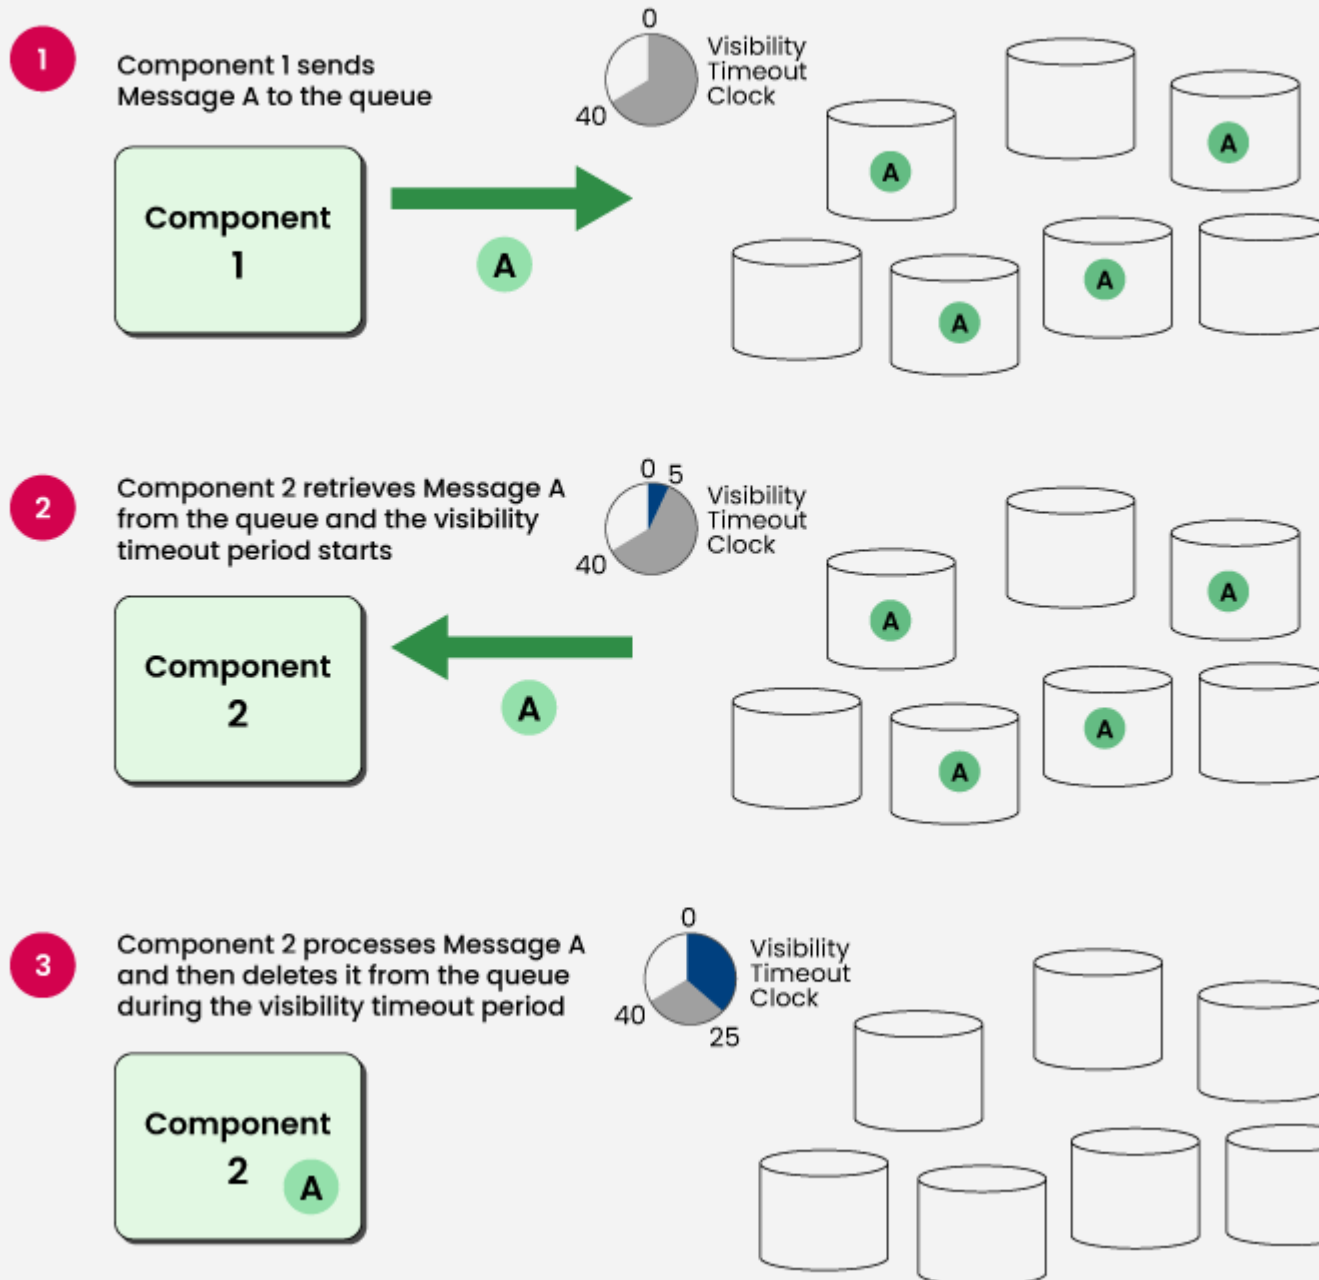 1
Component 1 sends
Message A to the queue
0
40
Visibility
Timeout
Clock
Component
1
A
A
A
A
A
2
Component 2 retrieves Message A
from the queue and the visibility
timeout period starts
0 5
40
Visibility
Timeout
Clock
Component
2
A
A
A
A
A
3
Component 2 processes Message A
and then deletes it from the queue
during the visibility timeout period
0
40
25
Visibility
Timeout
Clock
Component
2
A